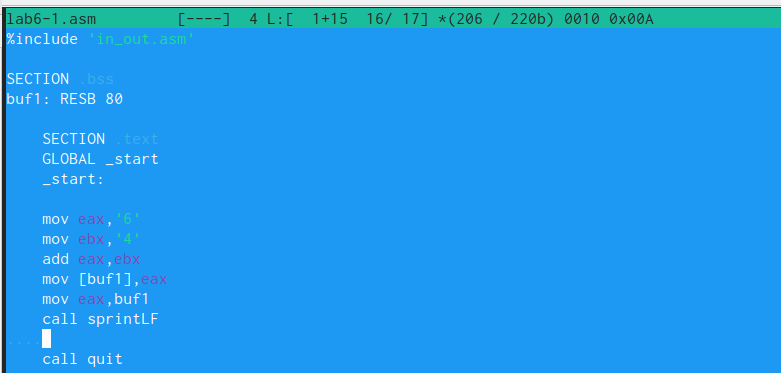 lab6-1.asm [----] 4 L:[ 1+15 16/ 17] *(206 / 220b) 0010 0x00A
%include 'in_out.asm'
SECTION .bss
buf1: RESB 80
SECTION .text
GLOBAL _start
_start:
mov eax,'6'
mov ebx,'4'
add eax,ebx
mov [buf1],eax
mov eax,buf1
call sprintLF
....
call quit